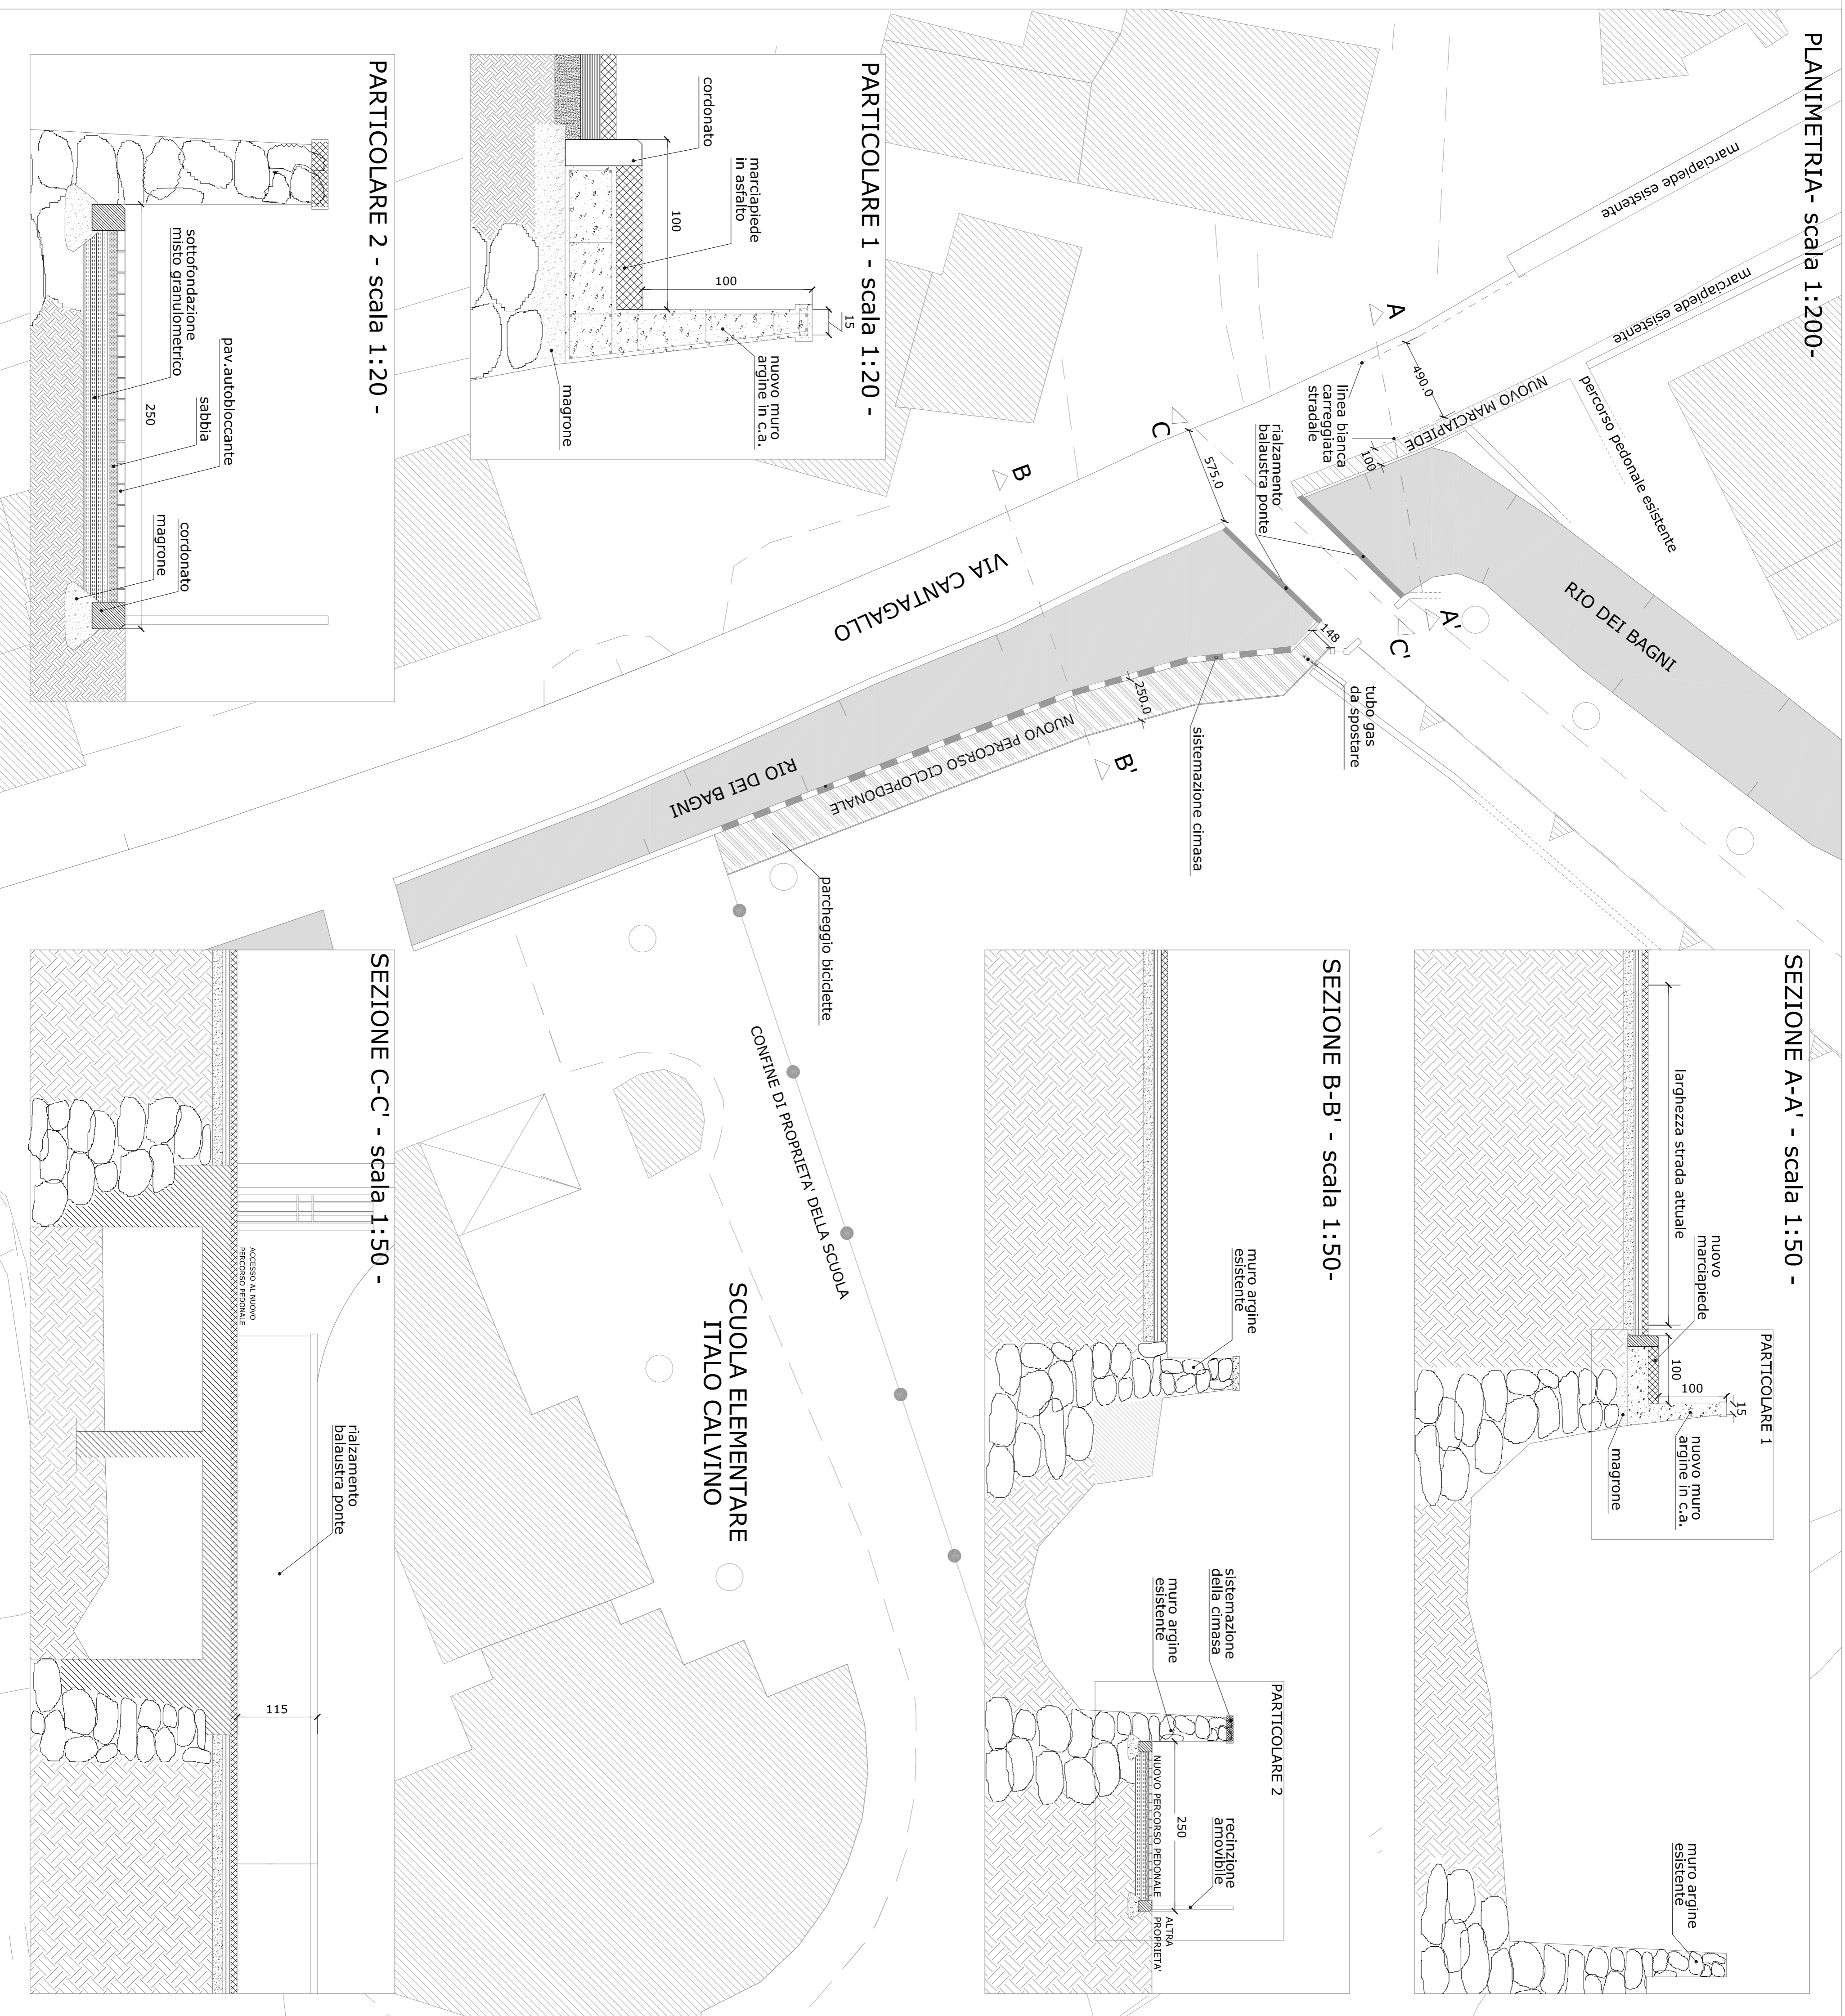 PLANIMETRIA- scala 1:200-
marciapiede esistente
marciapiede esistente
NUOVO MARCIAPIEDE
percorso pedonale esistente
A
490.0
linea bianca
carreggiata
stradale
100
C
575.0
rialzamento
balaustra ponte
B
VIA CANTAGALLO
RIO DEI BAGNI
A'
C'
148
tubo gas
da spostare
250.0
NUOVO PERCORSO CICLOPEDONALE
B'
sistemazione cimasa
RIO DEI BAGNI
parcheggio biciclette
CONFINE DI PROPRIETA' DELLA SCUOLA
SCUOLA ELEMENTARE
ITALO CALVINO
PARTICOLARE 1 - scala 1:20 -
cordonato
marciapiede
in asfalto
100
100
15
nuovo muro
argine in c.a.
magrone
PARTICOLARE 2 - scala 1:20 -
sottofondazione
misto granulometrico
sabbia
pav.autobloccante
250
cordonato
magrone
SEZIONE A-A' - scala 1:50 -
larghezza strada attuale
nuovo
marciapiede
PARTICOLARE 1
100
100
15
nuovo muro
argine in c.a.
magrone
muro argine
esistente
SEZIONE B-B' - scala 1:50-
muro argine
esistente
sistemazione
della cimasa
muro argine
esistente
PARTICOLARE 2
NUOVO PERCORSO PEDONALE
250
recinzione
amovibile
ALTRA
PROPRIETA'
SEZIONE C-C' - scala 1:50 -
ACCESSO AL NUOVO
PERCORSO PEDONALE
rialzamento
balaustra ponte
115